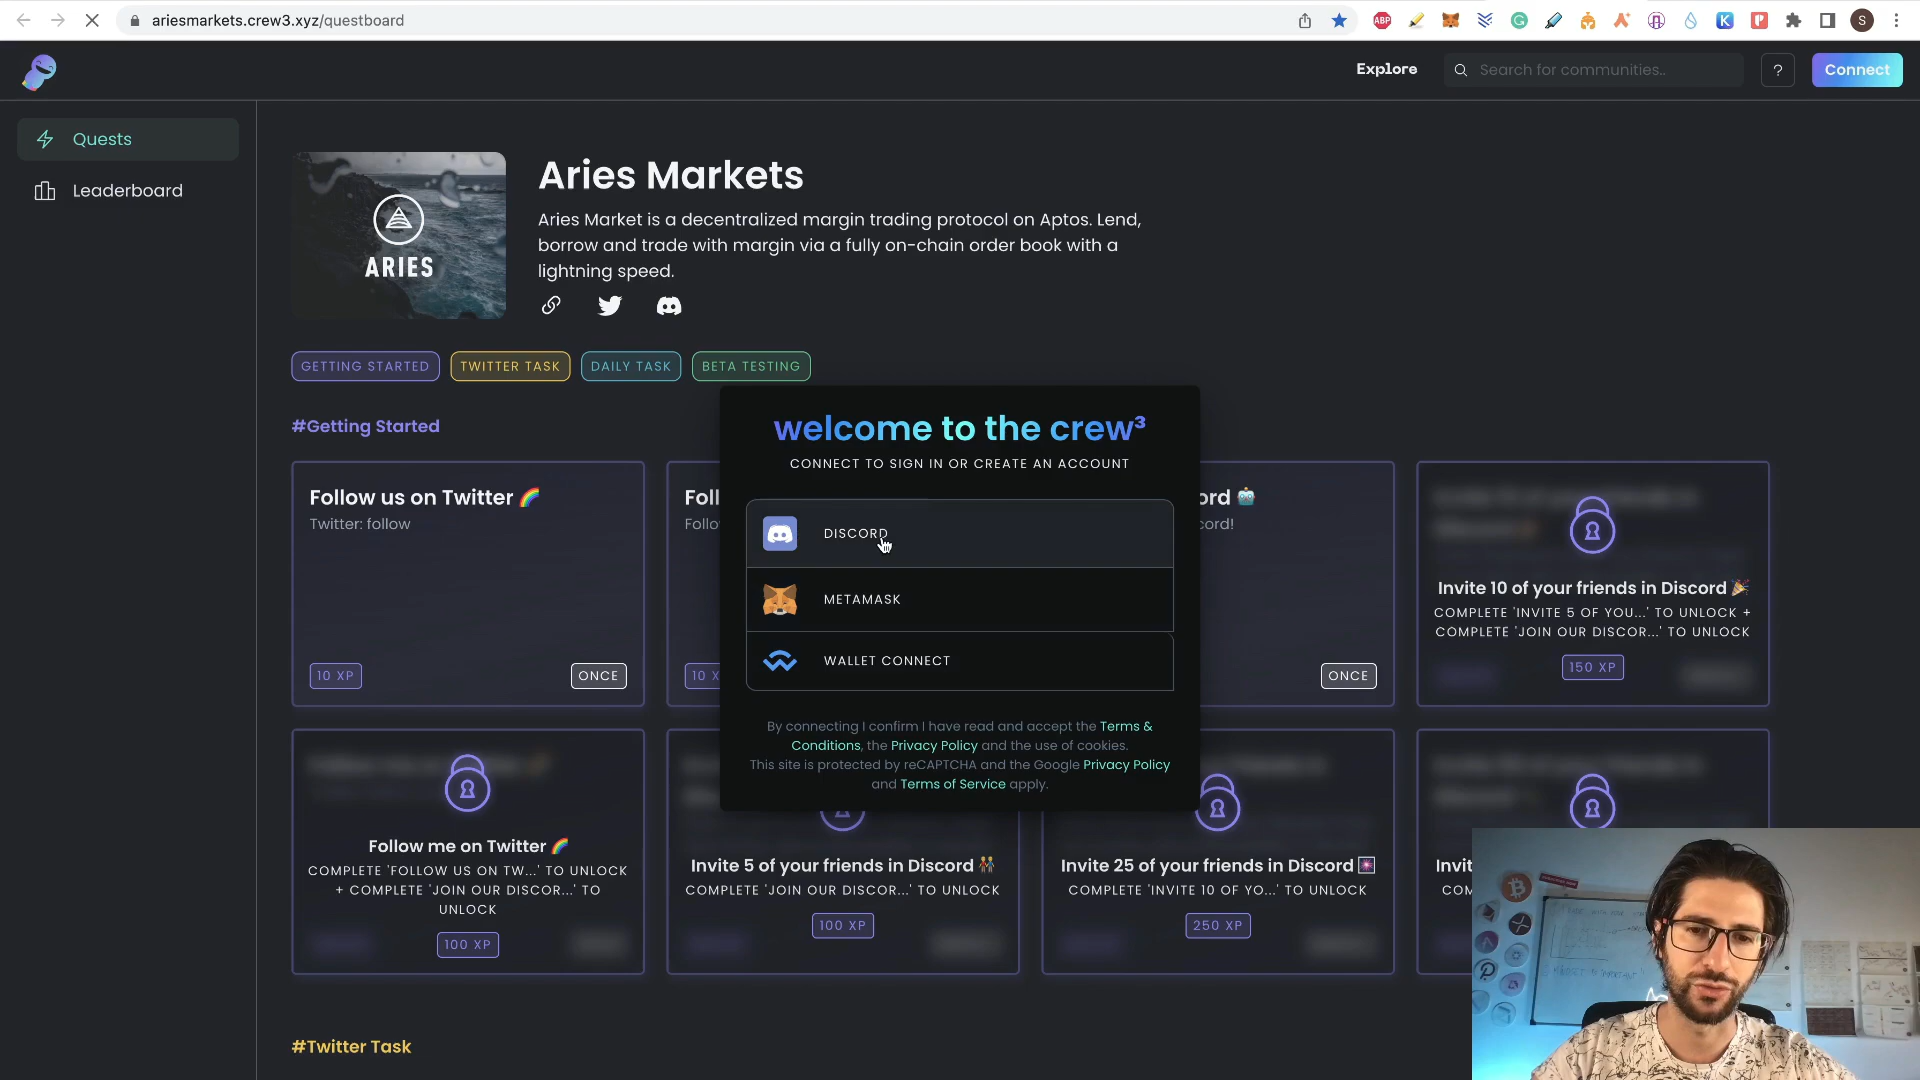 ariesmarkets.crew3.xyz/questboard
ABP
S
Explore
Search for communities..
?
Connect
Quests
Leaderboard
ARIES
Aries Markets
Aries Market is a decentralized margin trading protocol on Aptos. Lend,
borrow and trade with margin via a fully on-chain order book with a
lightning speed.
GETTING STARTED
TWITTER TASK
DAILY TASK
BETA TESTING
#Getting Started
welcome to the crew³
CONNECT TO SIGN IN OR CREATE AN ACCOUNT
DISCORD
METAMASK
WALLET CONNECT
By connecting I confirm I have read and accept the Terms &
Conditions, the Privacy Policy and the use of cookies.
This site is protected by reCAPTCHA and the Google Privacy Policy
and Terms of Service apply.
Follow us on Twitter 🌈
Twitter: follow
10 XP
ONCE
Foll
Follo
10 X
ord 🤖
cord!
ONCE
Invite 10 of your friends in Discord 🎉
COMPLETE 'INVITE 5 OF YOU...' TO UNLOCK +
COMPLETE 'JOIN OUR DISCOR...' TO UNLOCK
150 XP
Follow me on Twitter 🌈
COMPLETE 'FOLLOW US ON TW...' TO UNLOCK
+ COMPLETE 'JOIN OUR DISCOR...' TO
UNLOCK
100 XP
Invite 5 of your friends in Discord 👯
COMPLETE 'JOIN OUR DISCOR...' TO UNLOCK
100 XP
Invite 25 of your friends in Discord 🎆
COMPLETE 'INVITE 10 OF YO...' TO UNLOCK
250 XP
Invit
COM
#Twitter Task